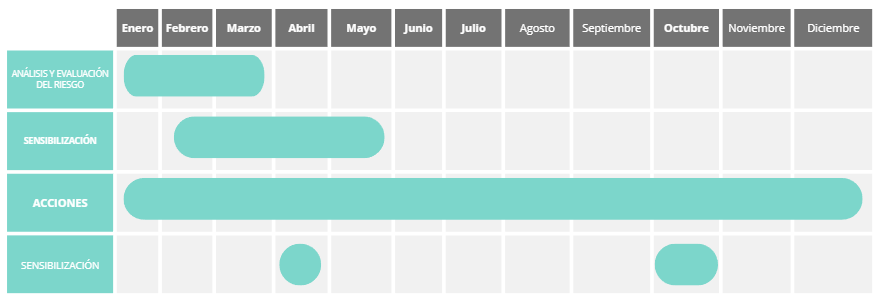 Enero Febrero Marzo Abril Mayo Junio Julio Agosto Septiembre Octubre Noviembre Diciembre
ANÁLISIS Y EVALUACIÓN
DEL RIESGO
SENSIBILIZACIÓN
ACCIONES
SENSIBILIZACIÓN